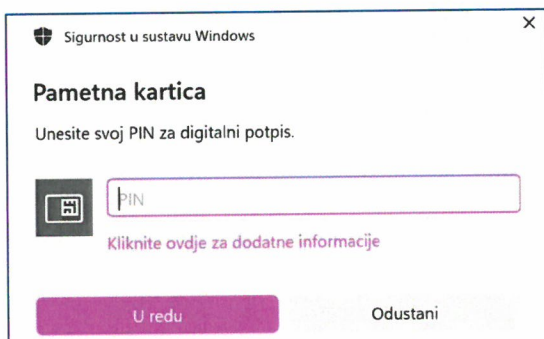 Sigurnost u sustavu Windows
Pametna kartica
Unesite svoj PIN za digitalni potpis.
PIN
Kliknite ovdje za dodatne informacije
U redu
Odustani